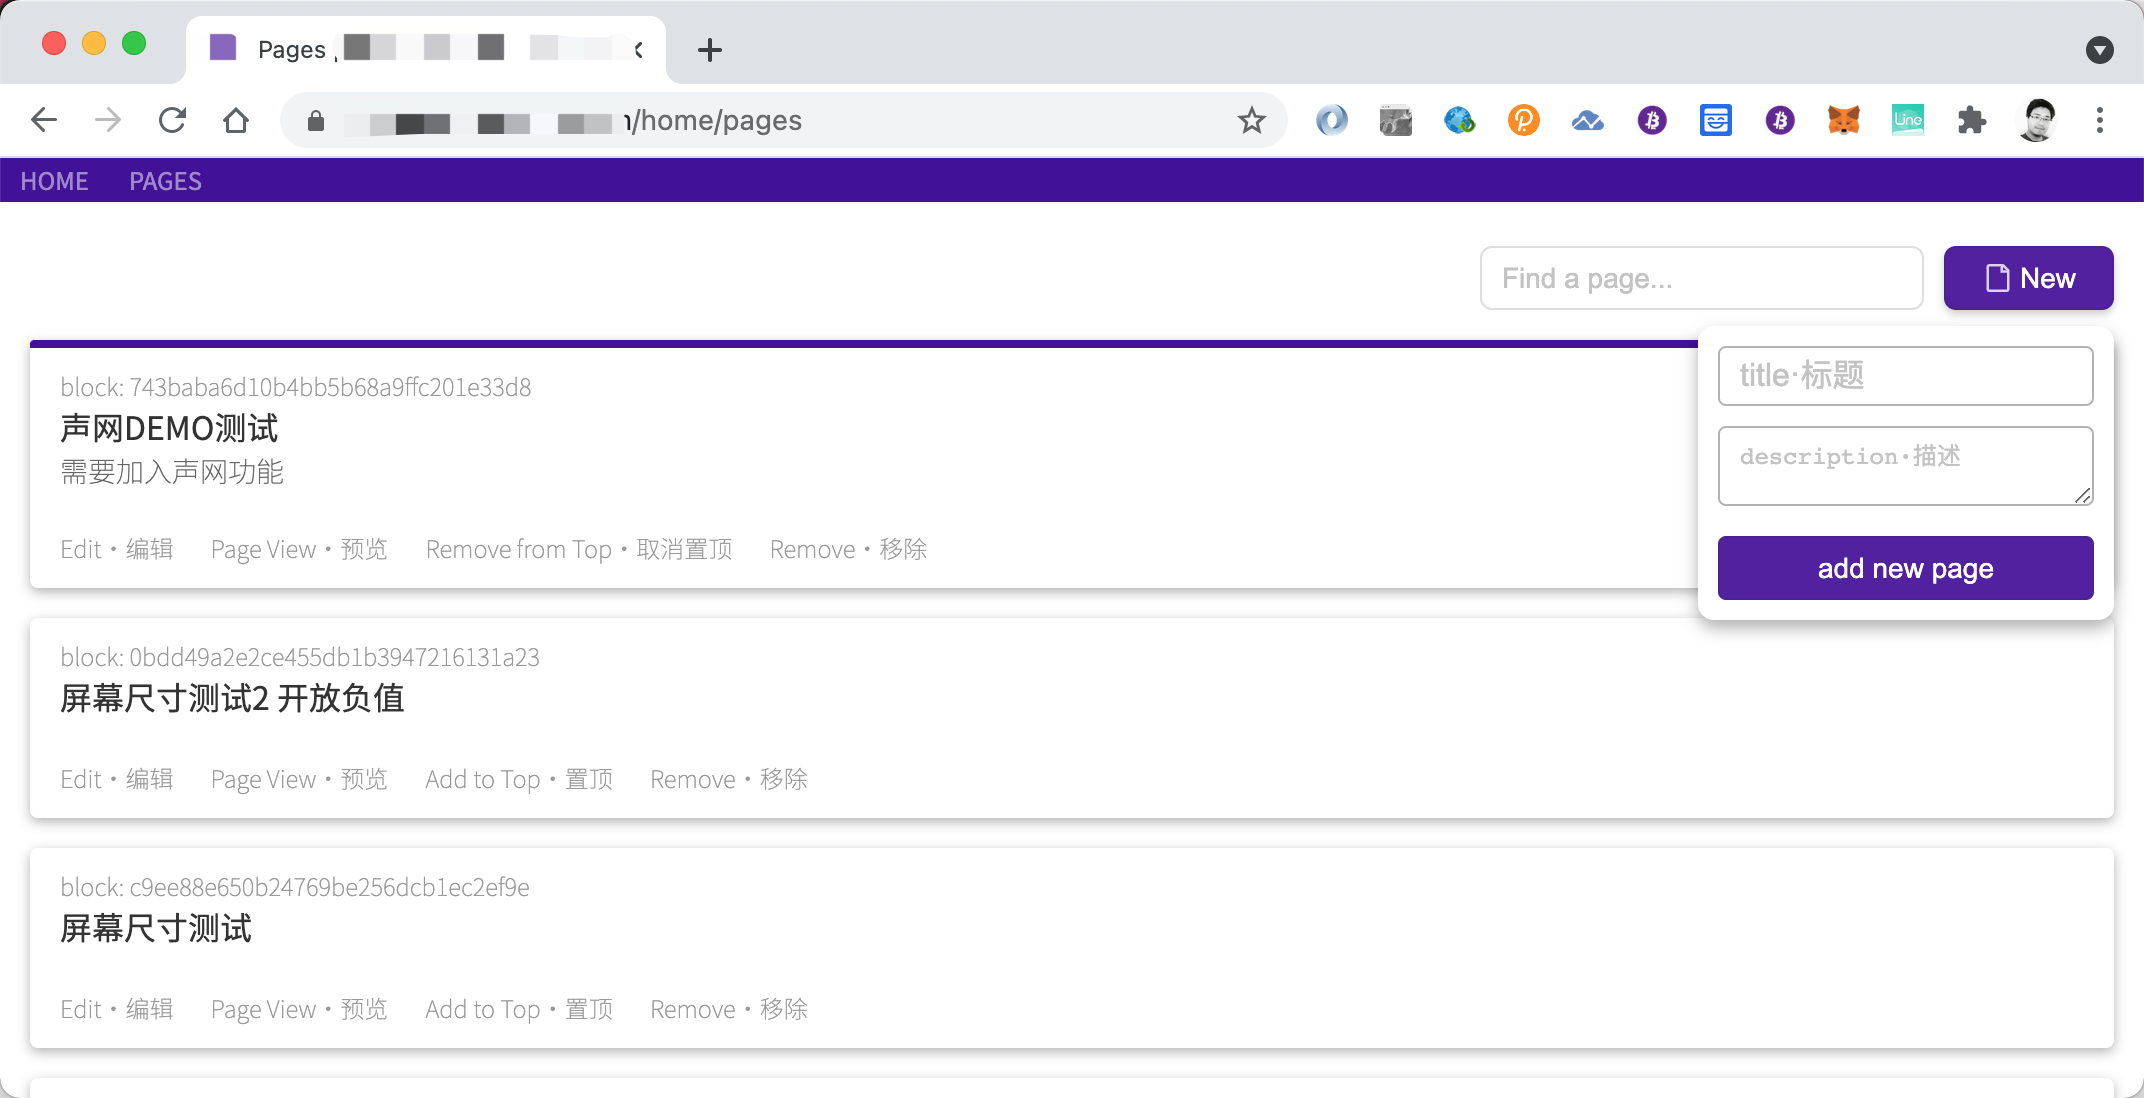 Pages
/home/pages
Line
HOME PAGES
Find a page...
New
title·标题
description·描述
add new page
block: 743baba6d10b4bb5b68a9ffc201e33d8
声网DEMO测试
需要加入声网功能
Edit・编辑 Page View・预览 Remove from Top・取消置顶 Remove・移除
block: 0bdd49a2e2ce455db1b3947216131a23
屏幕尺寸测试2 开放负值
Edit・编辑 Page View・预览 Add to Top・置顶 Remove・移除
block: c9ee88e650b24769be256dcb1ec2ef9e
屏幕尺寸测试
Edit・编辑 Page View・预览 Add to Top・置顶 Remove・移除